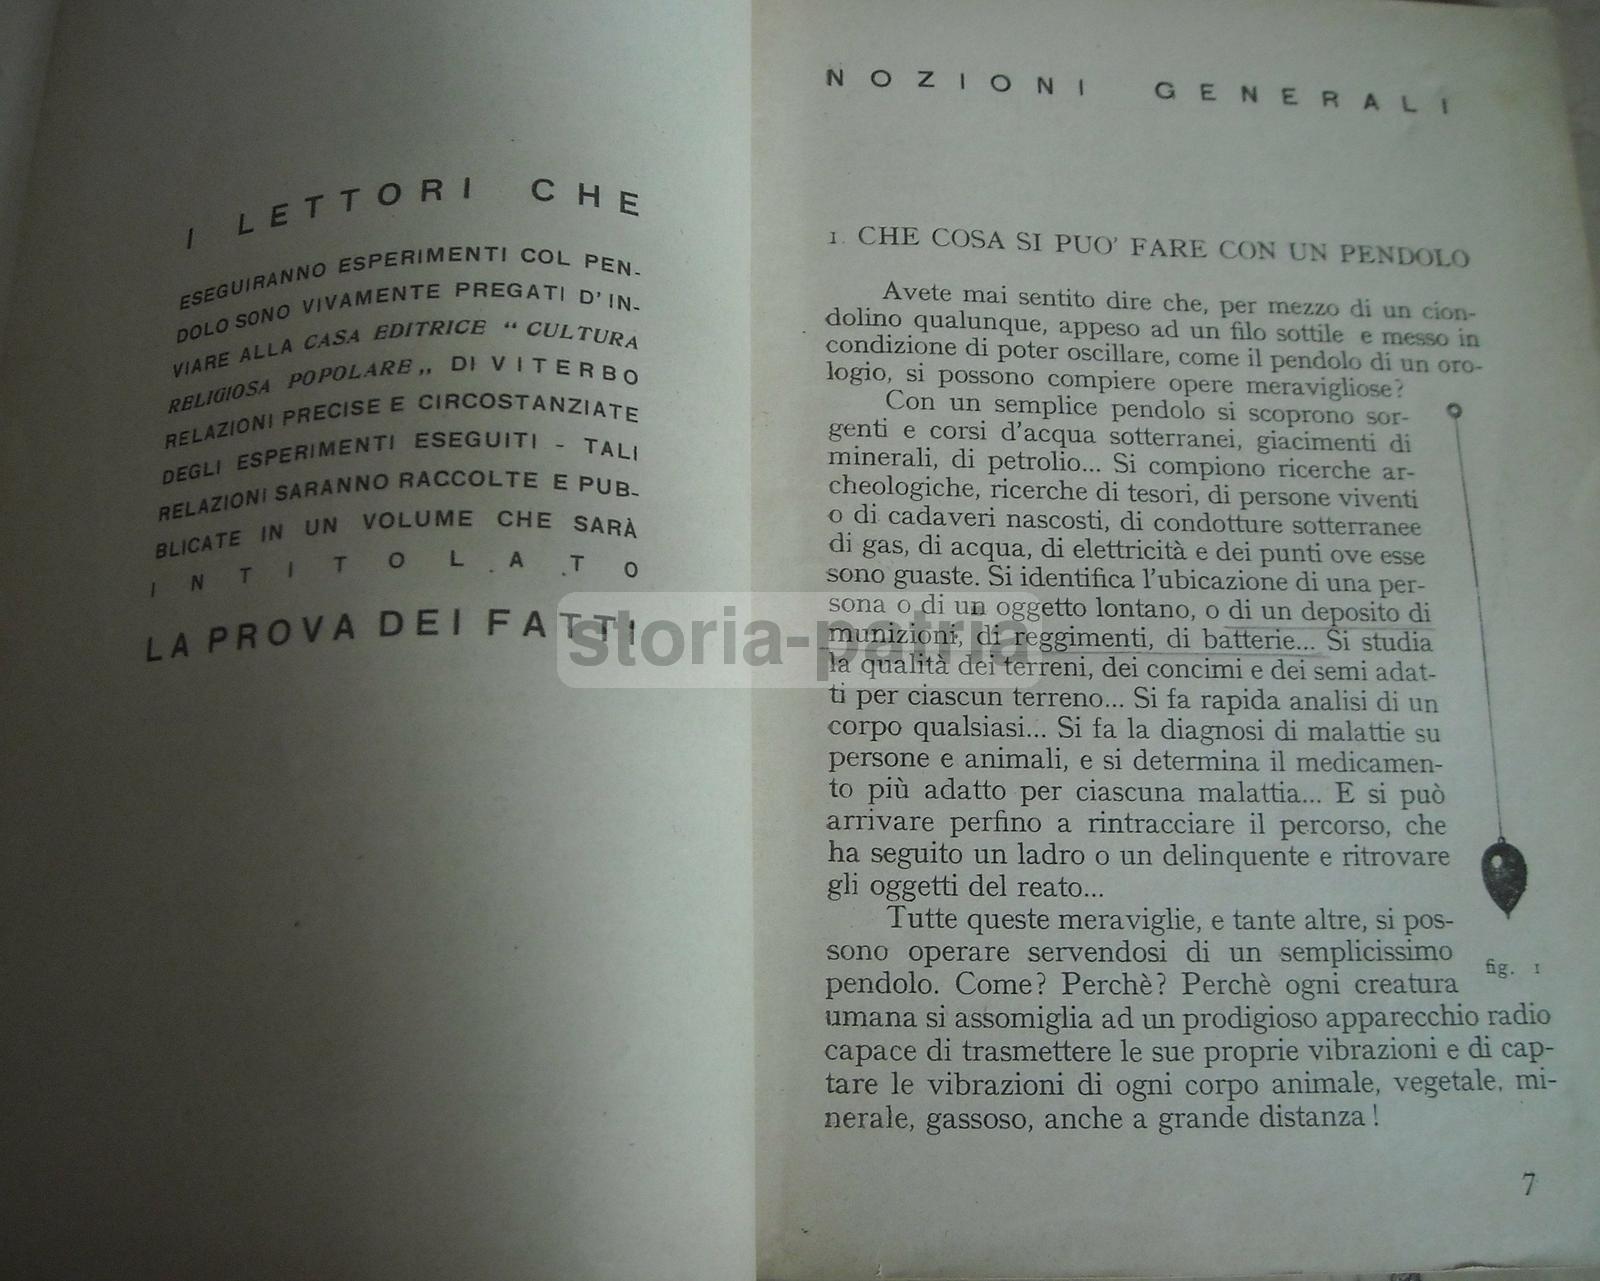 I LETTORI CHE
ESEGUIRANNO ESPERIMENTI COL PEN-
DOLO SONO VIVAMENTE PREGATI D'IN-
VIARE ALLA CASA EDITRICE “ CULTURA
RELIGIOSA POPOLARE „ DI VITERBO
RELAZIONI PRECISE E CIRCOSTANZIATE
DEGLI ESPERIMENTI ESEGUITI - TALI
RELAZIONI SARANNO RACCOLTE E PUB-
BLICATE IN UN VOLUME CHE SARÀ
INTITOLATO
LA PROVA DEI FATTI
storia-patria
NOZIONI GENERALI
1. CHE COSA SI PUO' FARE CON UN PENDOLO
Avete mai sentito dire che, per mezzo di un cion-
dolino qualunque, appeso ad un filo sottile e messo in
condizione di poter oscillare, come il pendolo di un oro-
logio, si possono compiere opere meravigliose?
Con un semplice pendolo si scoprono sor-
genti e corsi d'acqua sotterranei, giacimenti di
minerali, di petrolio... Si compiono ricerche ar-
cheologiche, ricerche di tesori, di persone viventi
o di cadaveri nascosti, di condotture sotterranee
di gas, di acqua, di elettricità e dei punti ove esse
sono guaste. Si identifica l'ubicazione di una per-
sona o di un oggetto lontano, o di un deposito di
munizioni, di reggimenti, di batterie... Si studia
la qualità dei terreni, dei concimi e dei semi adat-
ti per ciascun terreno... Si fa rapida analisi di un
corpo qualsiasi... Si fa la diagnosi di malattie su
persone e animali, e si determina il medicamen-
to più adatto per ciascuna malattia... E si può
arrivare perfino a rintracciare il percorso, che
ha seguito un ladro o un delinquente e ritrovare
gli oggetti del reato...
Tutte queste meraviglie, e tante altre, si pos-
sono operare servendosi di un semplicissimo
pendolo. Come? Perchè? Perchè ogni creatura
umana si assomiglia ad un prodigioso apparecchio radio
capace di trasmettere le sue proprie vibrazioni e di cap-
tare le vibrazioni di ogni corpo animale, vegetale, mi-
nerale, gassoso, anche a grande distanza!
fig. 1
7